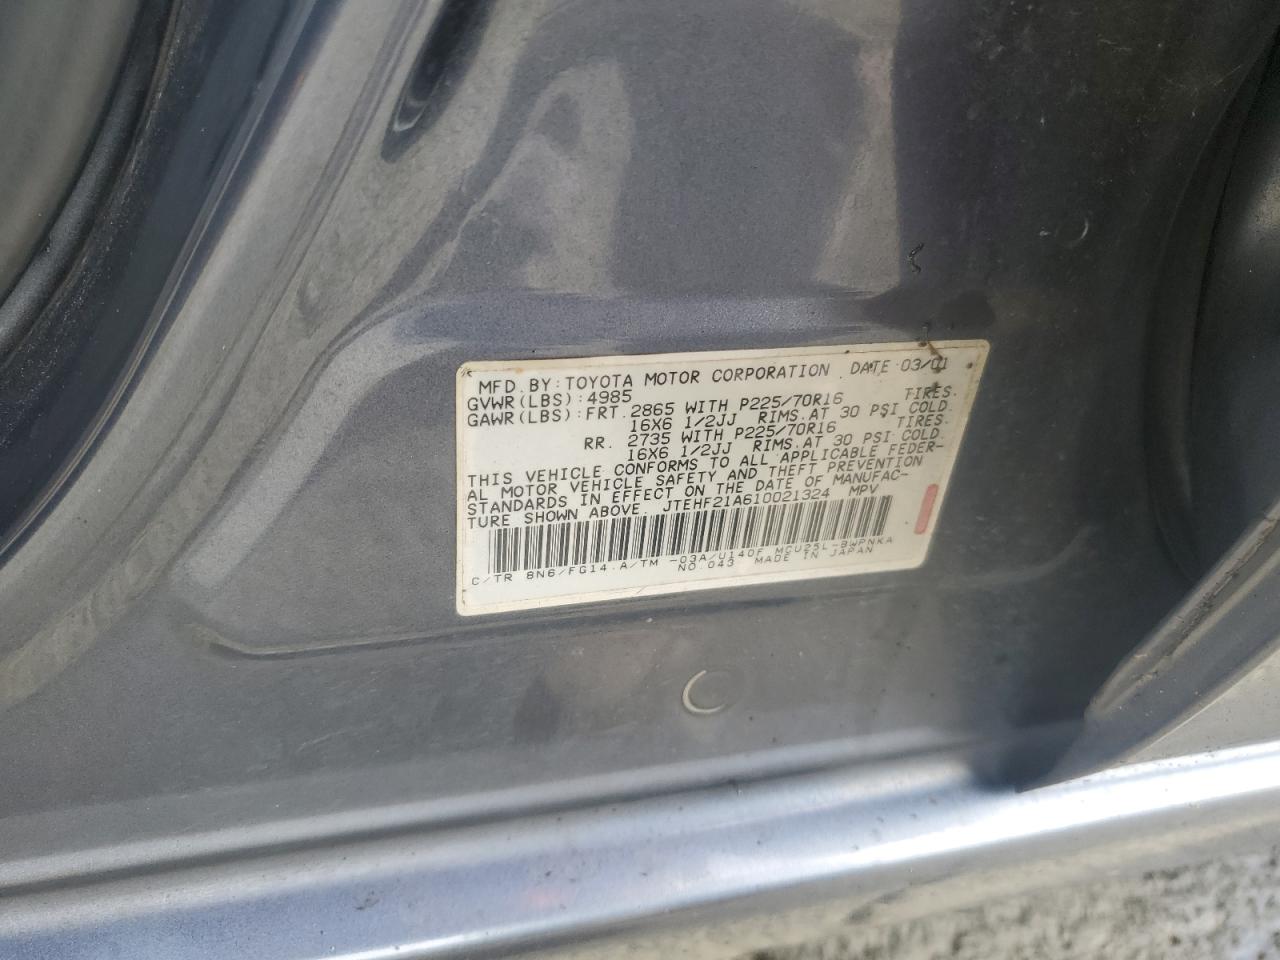 MFD. BY: TOYOTA MOTOR CORPORATION DATE 03/01
GVWR(LBS): 4985
GAWR(LBS): FRT. 2865 WITH P225/70R16 TIRES.
16X6 1/2JJ RIMS.AT 30 PSI COLD.
RR. 2735 WITH P225/70R16 TIRES.
16X6 1/2JJ RIMS.AT 30 PSI COLD.
THIS VEHICLE CONFORMS TO ALL APPLICABLE FEDER-
AL MOTOR VEHICLE SAFETY AND THEFT PREVENTION
STANDARDS IN EFFECT ON THE DATE OF MANUFAC-
TURE SHOWN ABOVE. JTEHF21A610021324 MPV
C/TR 8N6/FG14.A/TM -03A/U140F MCU25L-BWPNKA
NO.043 MADE IN JAPAN